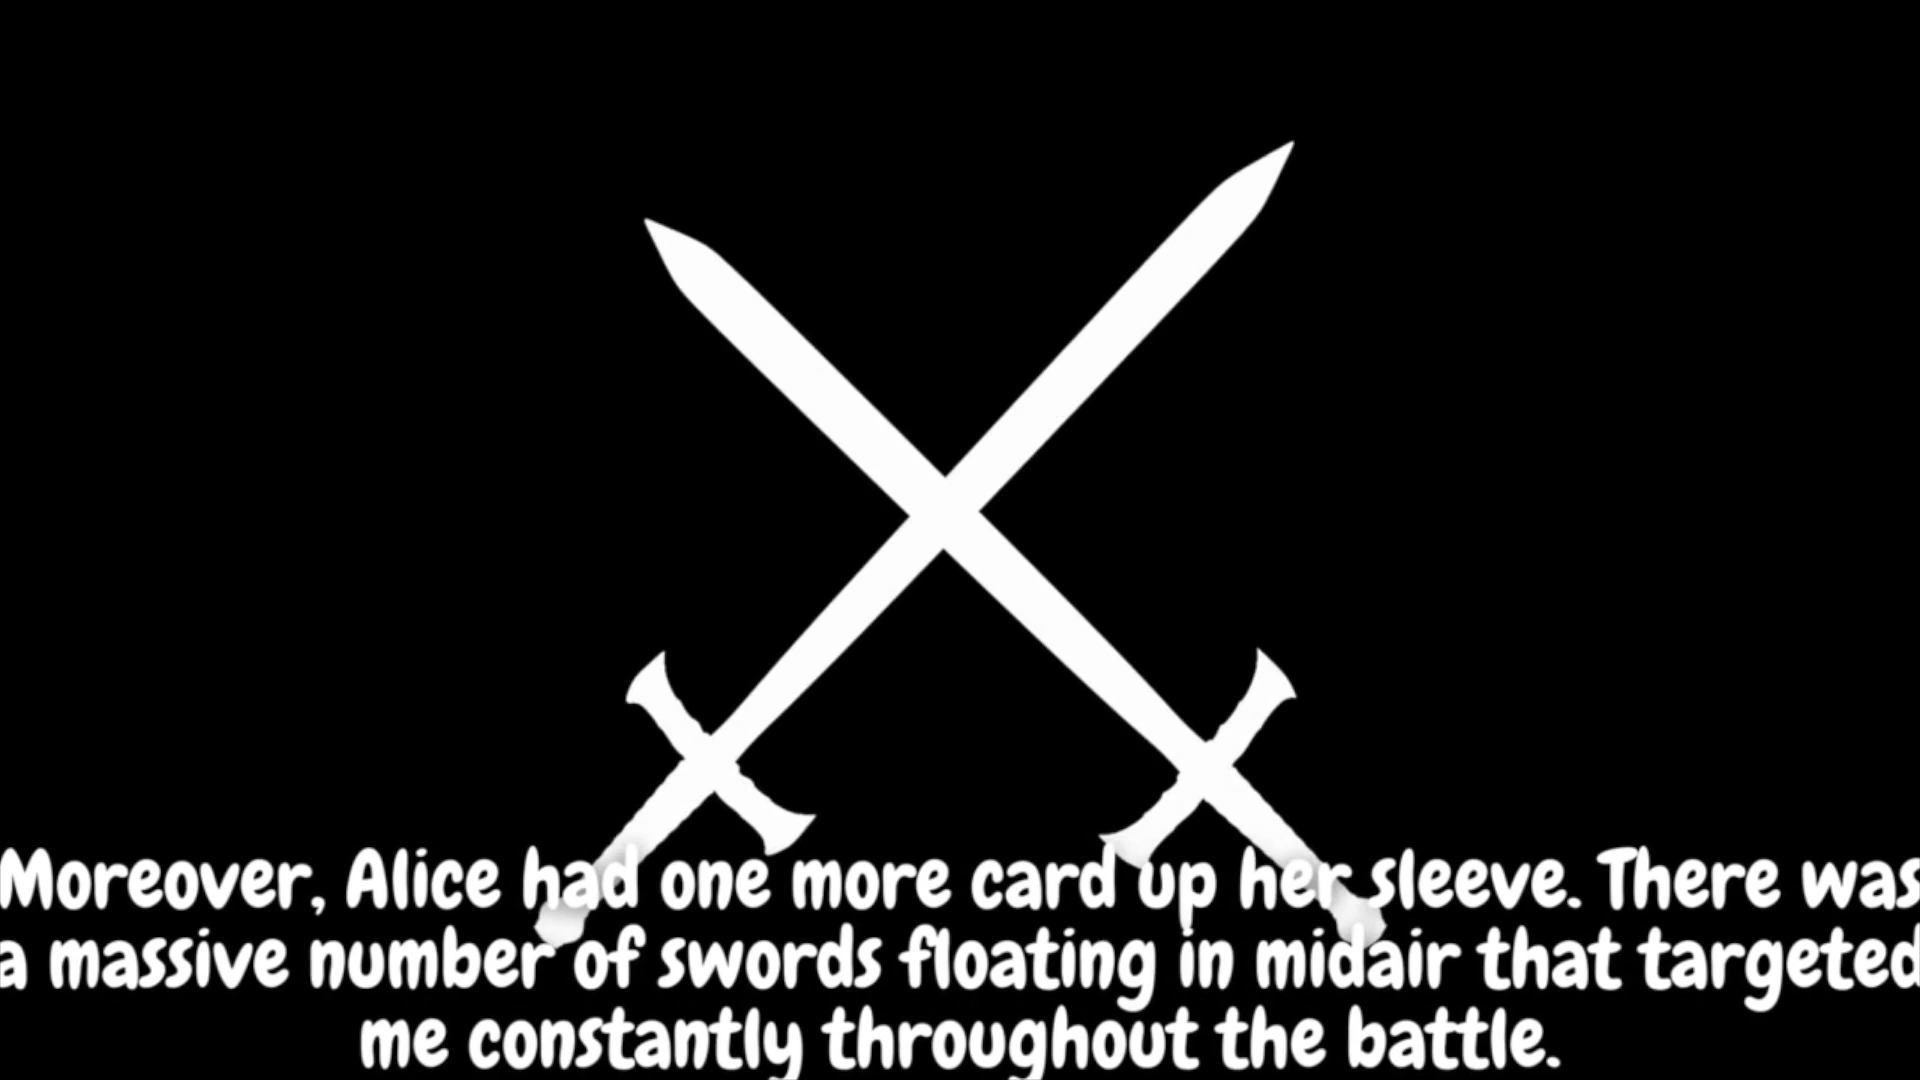 Moreover, Alice had one more card up her sleeve. There was
a massive number of swords floating in midair that targeted
me constantly throughout the battle.